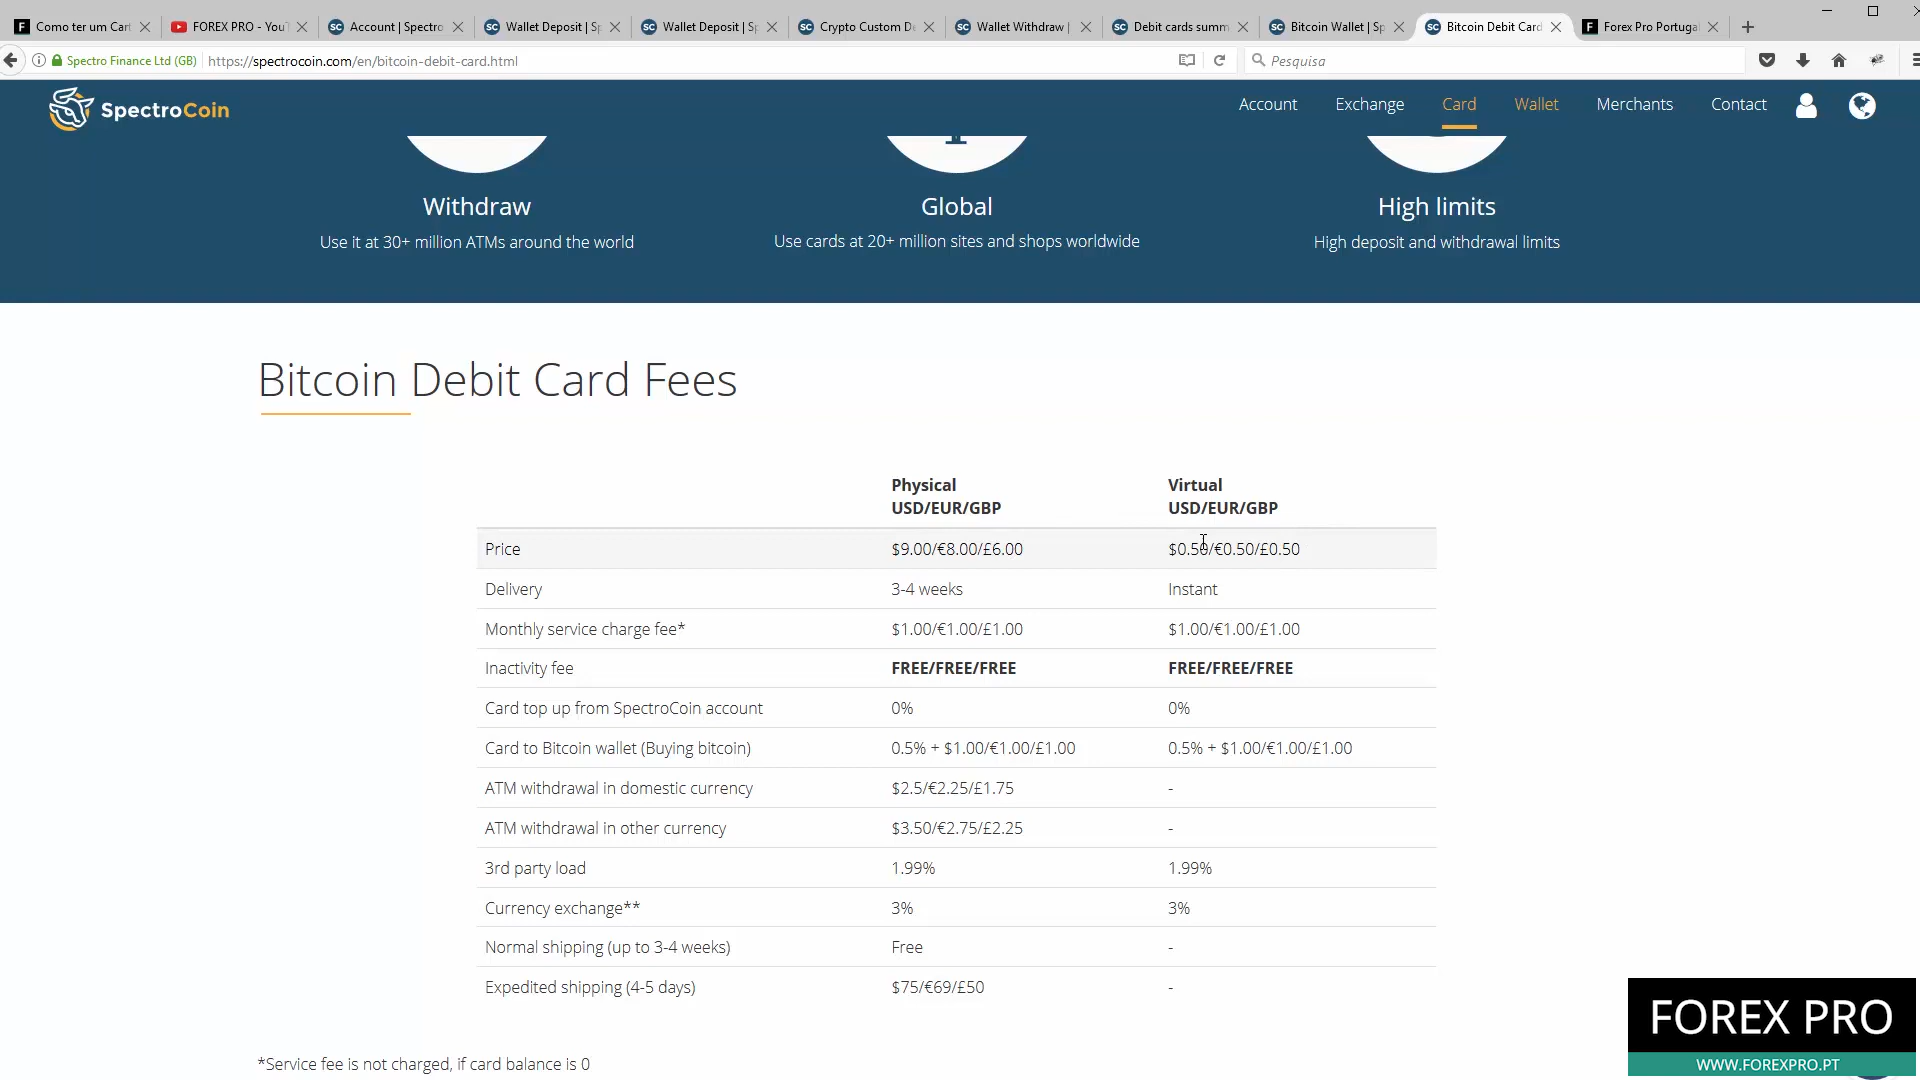 Como ter um Cart
FOREX PRO - YouT
Account | Spectro
Wallet Deposit | Sp
Wallet Deposit | Sp
Crypto Custom De
Wallet Withdraw |
Debit cards summ
Bitcoin Wallet | Sp
Bitcoin Debit Card
Forex Pro Portuga
Spectro Finance Ltd (GB)
https://spectrocoin.com/en/bitcoin-debit-card.html
Pesquisa
SpectroCoin
Account
Exchange
Card
Wallet
Merchants
Contact
Withdraw
Global
High limits
Use it at 30+ million ATMs around the world
Use cards at 20+ million sites and shops worldwide
High deposit and withdrawal limits
Bitcoin Debit Card Fees
Physical Virtual
USD/EUR/GBP USD/EUR/GBP
Price $9.00/€8.00/£6.00 $0.50/€0.50/£0.50
Delivery 3-4 weeks Instant
Monthly service charge fee* $1.00/€1.00/£1.00 $1.00/€1.00/£1.00
Inactivity fee FREE/FREE/FREE FREE/FREE/FREE
Card top up from SpectroCoin account 0% 0%
Card to Bitcoin wallet (Buying bitcoin) 0.5% + $1.00/€1.00/£1.00 0.5% + $1.00/€1.00/£1.00
ATM withdrawal in domestic currency $2.5/€2.25/£1.75 -
ATM withdrawal in other currency $3.50/€2.75/£2.25 -
3rd party load 1.99% 1.99%
Currency exchange** 3% 3%
Normal shipping (up to 3-4 weeks) Free -
Expedited shipping (4-5 days) $75/€69/£50 -
*Service fee is not charged, if card balance is 0
FOREX PRO
WWW.FOREXPRO.PT